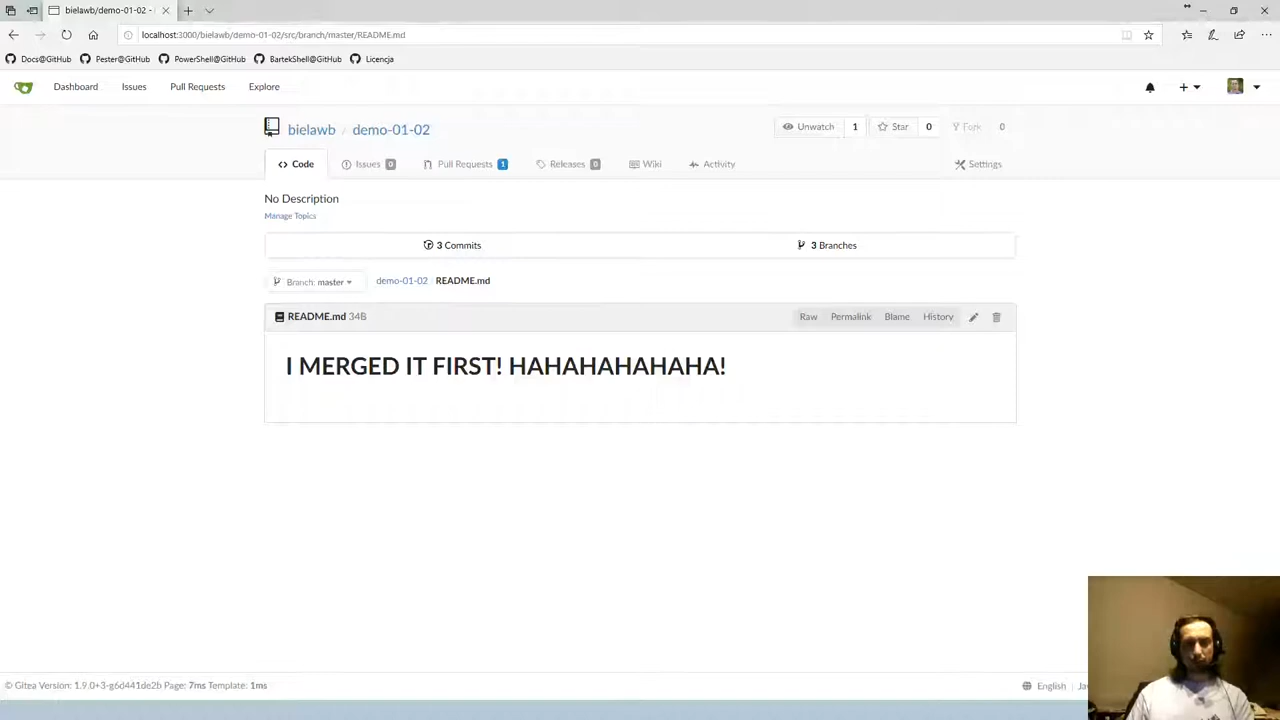 bielawb/demo-01-02 -
localhost:3000/bielawb/demo-01-02/src/branch/master/README.md
Docs@GitHub Pester@GitHub PowerShell@GitHub BartekShell@GitHub Licencja
Dashboard Issues Pull Requests Explore
bielawb / demo-01-02
Unwatch 1 Star 0 Fork 0
Code Issues 0 Pull Requests 1 Releases 0 Wiki Activity Settings
No Description
Manage Topics
3 Commits 3 Branches
Branch: master demo-01-02 README.md
README.md 34B Raw Permalink Blame History
I MERGED IT FIRST! HAHAHAHAHAHA!
© Gitea Version: 1.9.0+3-g6d441de2b Page: 7ms Template: 1ms English Ja